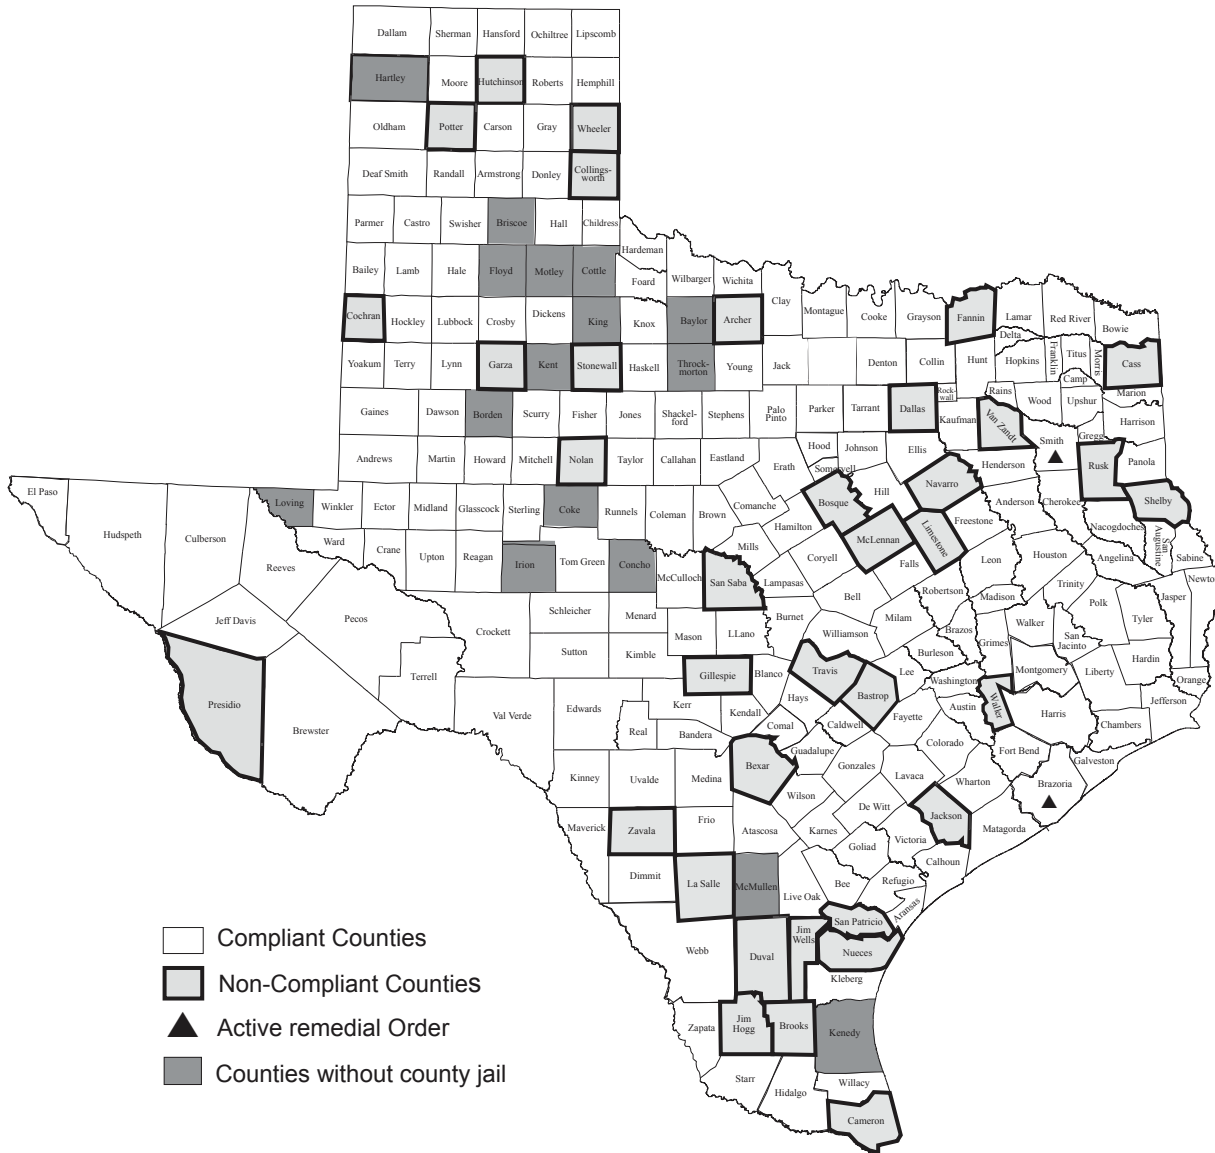 Dallam Sherman Hansford Ochiltree Lipscomb
Hartley Moore Hutchinson Roberts Hemphill
Oldham Potter Carson Gray Wheeler
Deaf Smith Randall Armstrong Donley Collings-
worth
Parmer Castro Swisher Briscoe Hall Childress
Hardeman
Bailey Lamb Hale Floyd Motley Cottle Foard Wilbarger Wichita
Cochran Hockley Lubbock Crosby Dickens King Knox Baylor Archer Clay Montague Cooke Grayson Fannin Lamar Red River Bowie
Delta
Yoakum Terry Lynn Garza Kent Stonewall Haskell Throck-
morton Young Jack Denton Collin Hunt Hopkins Franklin Titus Morris Cass
Camp
Gaines Dawson Borden Scurry Fisher Jones Shackel-
ford Stephens Palo
Pinto Parker Tarrant Dallas Rock-
wall Kaufman Rains Van Zandt Wood Upshur Marion
Harrison
Andrews Martin Howard Mitchell Nolan Taylor Callahan Eastland Erath Hood Somervell Johnson Ellis Henderson Smith Gregg Rusk Panola
El Paso Hudspeth Culberson Loving Winkler Ector Midland Glasscock Sterling Coke Runnels Coleman Brown Comanche Hamilton Bosque Hill Navarro Anderson Cherokee Shelby
Reeves Ward Crane Upton Reagan Irion Tom Green Concho McCulloch Mills San Saba Lampasas Coryell McLennan Limestone Freestone Nacogdoches San
Augustine Sabine
Falls Leon Houston Angelina Newto
Jeff Davis Pecos Crockett Schleicher Menard Mason LLano Burnet Bell Robertson Madison Trinity Polk Jasper
Tyler
Sutton Kimble Williamson Milam Brazos Grimes Walker San
Jacinto
Presidio Brewster Terrell Gillespie Blanco Travis Bastrop Lee Burleson Washington Montgomery Liberty Hardin Orange
Val Verde Edwards Kerr Kendall Hays Caldwell Fayette Austin Waller Harris Chambers Jefferson
Real Bandera Comal Guadalupe Colorado Fort Bend Galveston
Kinney Uvalde Medina Bexar Wilson Gonzales Lavaca Wharton Brazoria
Maverick Zavala Frio Atascosa Karnes De Witt Victoria Jackson Matagorda
Goliad Calhoun
Dimmit La Salle McMullen Live Oak Bee Refugio Aransas
San Patricio
Webb Duval Jim
Wells Nueces
Kleberg
Zapata Jim
Hogg Brooks Kenedy
Starr Hidalgo Willacy
Cameron
Compliant Counties
Non-Compliant Counties
Active remedial Order
Counties without county jail